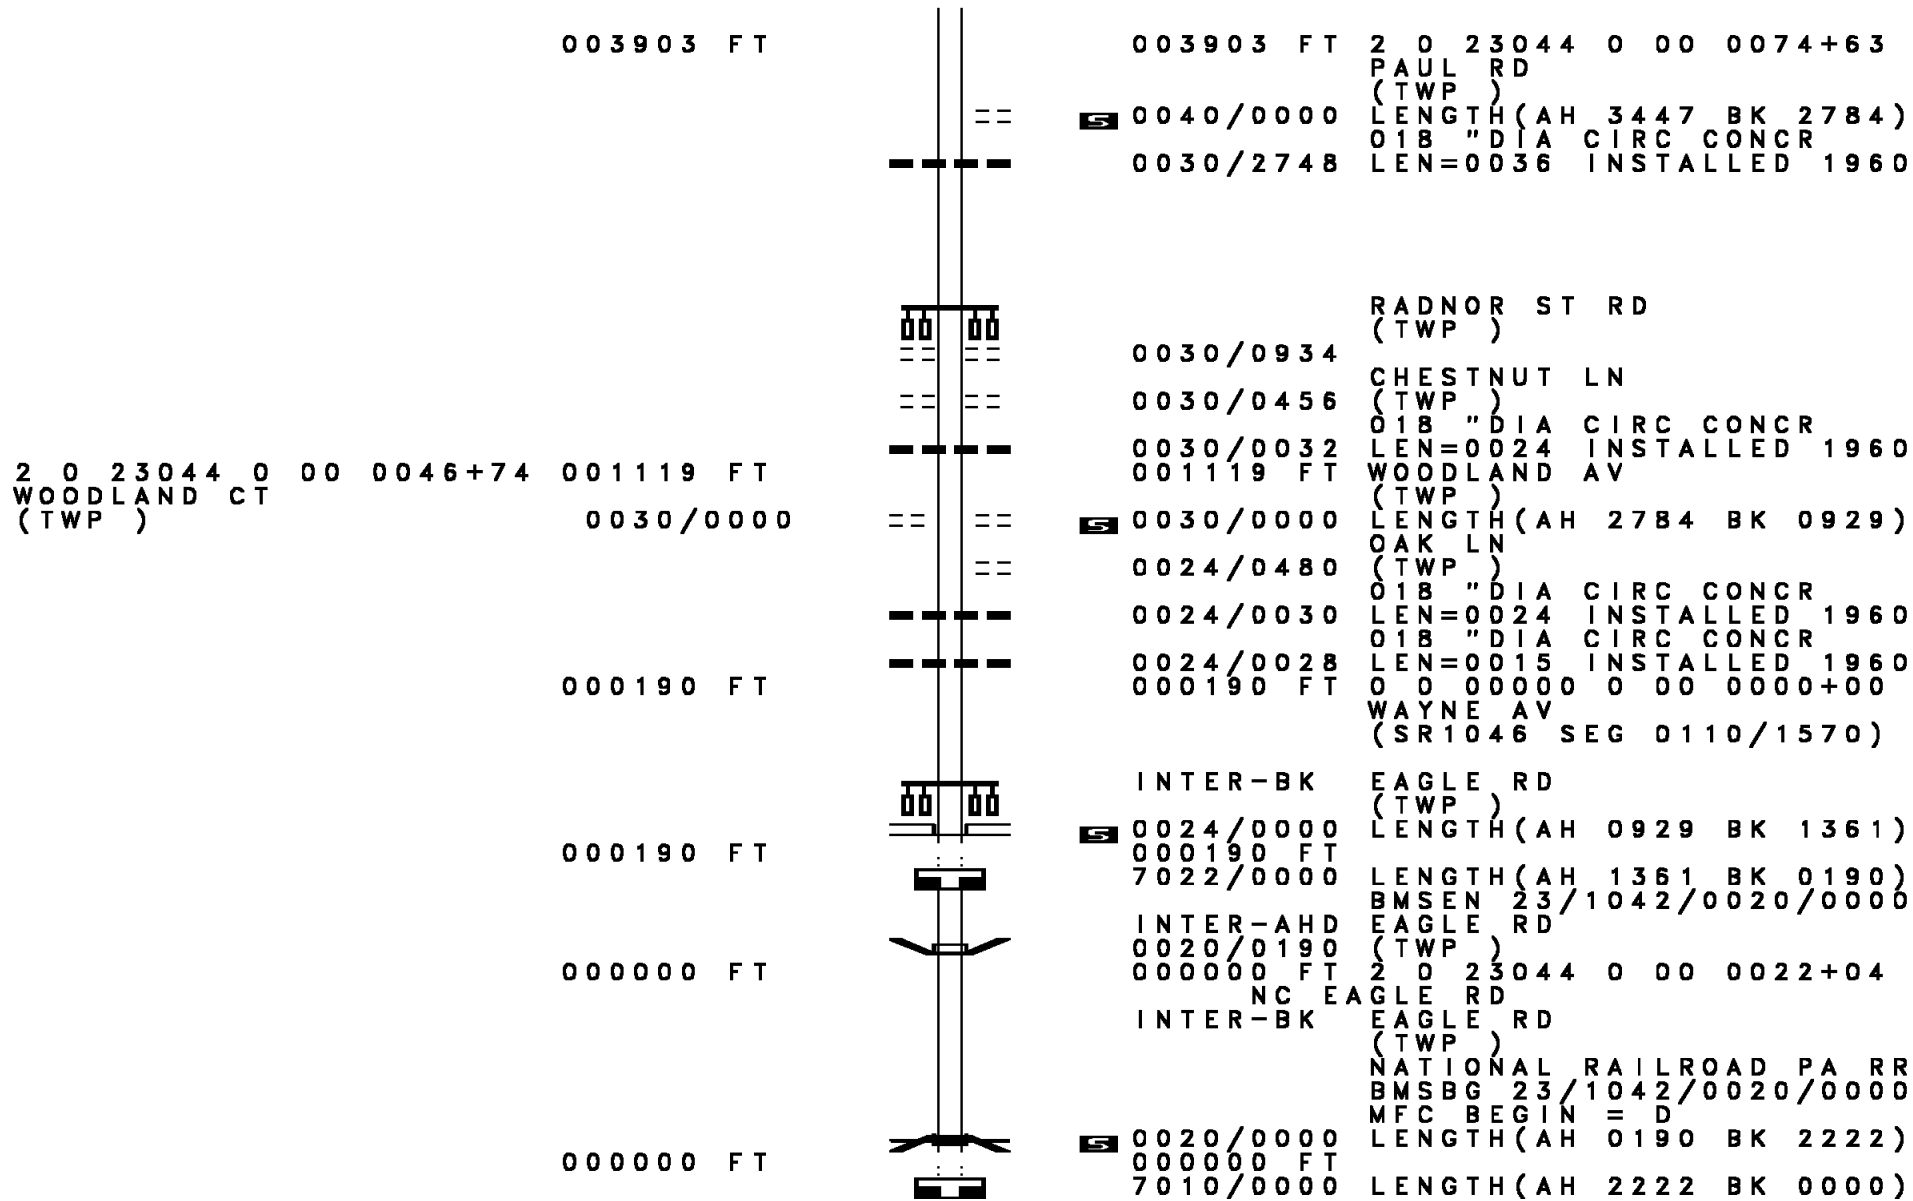 003903 FT 003903 FT 2 0 23044 0 00 0074+63
PAUL RD
(TWP )
S 0040/0000 LENGTH(AH 3447 BK 2784)
018 "DIA CIRC CONCR
0030/2748 LEN=0036 INSTALLED 1960
RADNOR ST RD
(TWP )
0030/0934
CHESTNUT LN
0030/0456 (TWP )
018 "DIA CIRC CONCR
0030/0032 LEN=0024 INSTALLED 1960
2 0 23044 0 00 0046+74 001119 FT 001119 FT WOODLAND AV
WOODLAND CT (TWP )
(TWP ) 0030/0000 S 0030/0000 LENGTH(AH 2784 BK 0929)
OAK LN
0024/0480 (TWP )
018 "DIA CIRC CONCR
0024/0030 LEN=0024 INSTALLED 1960
018 "DIA CIRC CONCR
0024/0028 LEN=0015 INSTALLED 1960
000190 FT 000190 FT 0 0 00000 0 00 0000+00
WAYNE AV
(SR1046 SEG 0110/1570)
INTER-BK EAGLE RD
(TWP )
S 0024/0000 LENGTH(AH 0929 BK 1361)
000190 FT 000190 FT
7022/0000 LENGTH(AH 1361 BK 0190)
BMSEN 23/1042/0020/0000
INTER-AHD EAGLE RD
0020/0190 (TWP )
000000 FT 000000 FT 2 0 23044 0 00 0022+04
NC EAGLE RD
INTER-BK EAGLE RD
(TWP )
NATIONAL RAILROAD PA RR
BMSBG 23/1042/0020/0000
MFC BEGIN = D
S 0020/0000 LENGTH(AH 0190 BK 2222)
000000 FT 000000 FT
7010/0000 LENGTH(AH 2222 BK 0000)